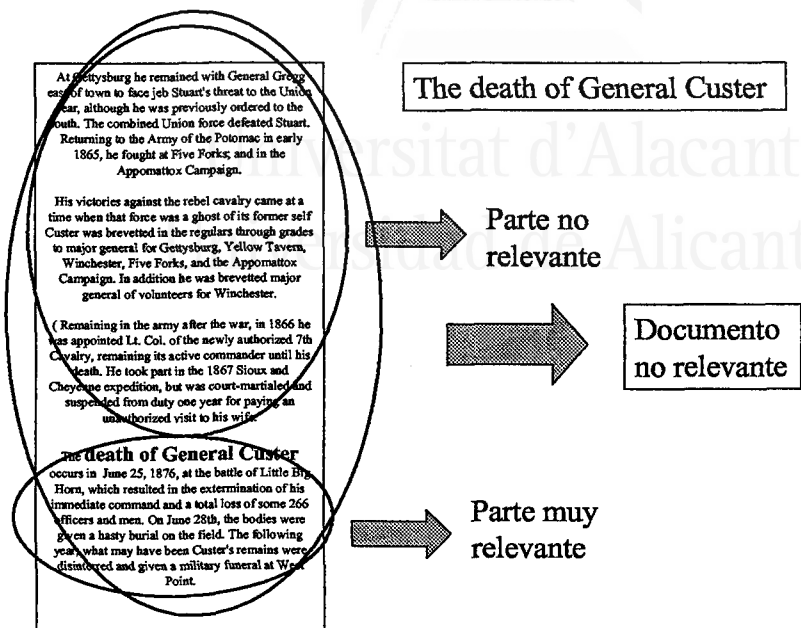 At Gettysburg he remained with General Gregg
east of town to face jeb Stuart's threat to the Union
rear, although he was previously ordered to the
south. The combined Union force defeated Stuart.
Returning to the Army of the Potomac in early
1865, he fought at Five Forks, and in the
Appomattox Campaign.
His victories against the rebel cavalry came at a
time when that force was a ghost of its former self
Custer was brevetted in the regulars through grades
to major general for Gettysburg, Yellow Tavern,
Winchester, Five Forks, and the Appomattox
Campaign. In addition he was brevetted major
general of volunteers for Winchester.
( Remaining in the army after the war, in 1866 he
was appointed Lt. Col. of the newly authorized 7th
Cavalry, remaining its active commander until his
death. He took part in the 1867 Sioux and
Cheyenne expedition, but was court-martialed and
suspended from duty one year for paying an
unauthorized visit to his wife.
The death of General Custer
occurs in June 25, 1876, at the battle of Little Big
Horn, which resulted in the extermination of his
immediate command and a total loss of some 266
officers and men. On June 28th, the bodies were
given a hasty burial on the field. The following
year, what may have been Custer's remains were
disinterred and given a military funeral at West
Point.
The death of General Custer
Universitat d'Alacant
Universidad de Alicante
Parte no
relevante
Documento
no relevante
Parte muy
relevante